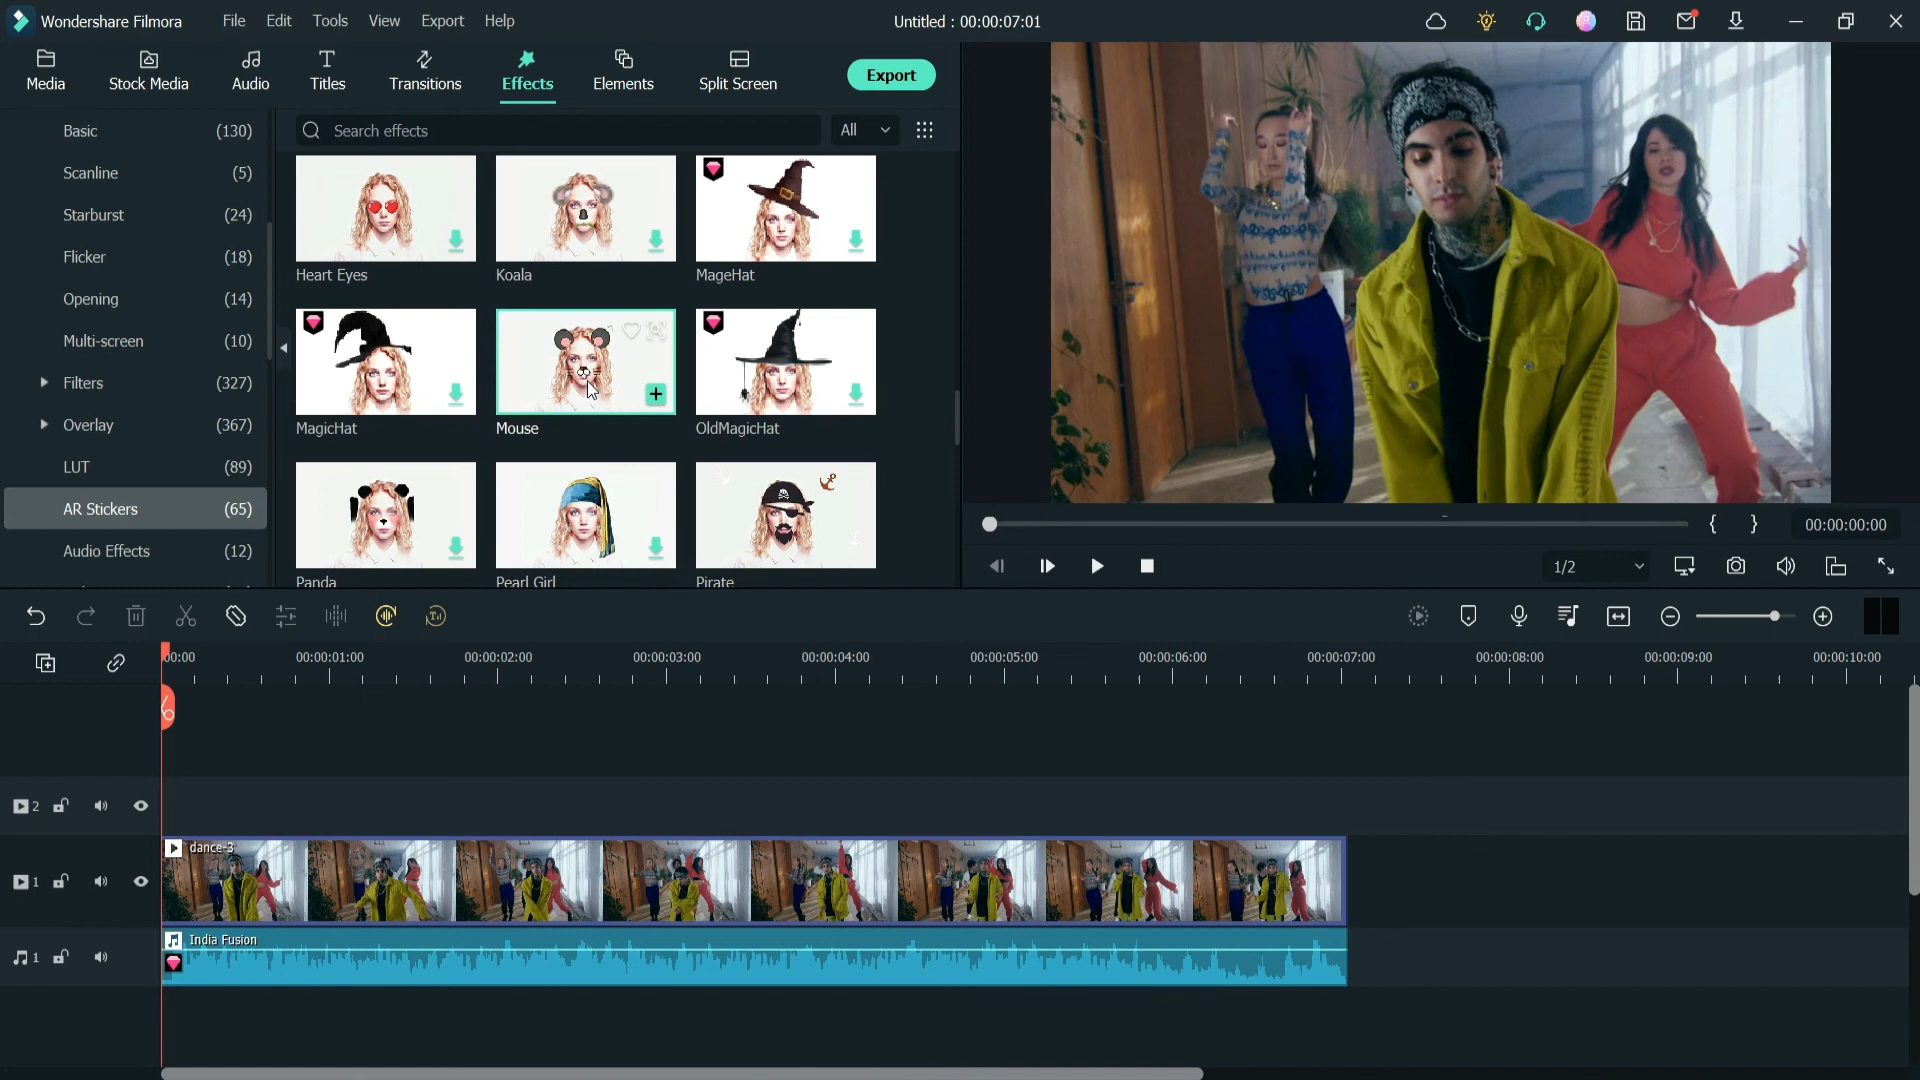 Wondershare Filmora
File Edit Tools View Export Help
Untitled : 00:00:07:01
Media
Stock Media
Audio
Titles
Transitions
Effects
Elements
Split Screen
Export
Basic (130)
Scanline (5)
Starburst (24)
Flicker (18)
Opening (14)
Multi-screen (10)
Filters (327)
Overlay (367)
LUT (89)
AR Stickers (65)
Audio Effects (12)
Search effects
All
Heart Eyes
Koala
MageHat
MagicHat
Mouse
OldMagicHat
Panda
Pearl Girl
Pirate
{ }
00:00:00:00
1/2
00:00
00:00:01:00
00:00:02:00
00:00:03:00
00:00:04:00
00:00:05:00
00:00:06:00
00:00:07:00
00:00:08:00
00:00:09:00
00:00:10:00
2
dance-3
1
India Fusion
1